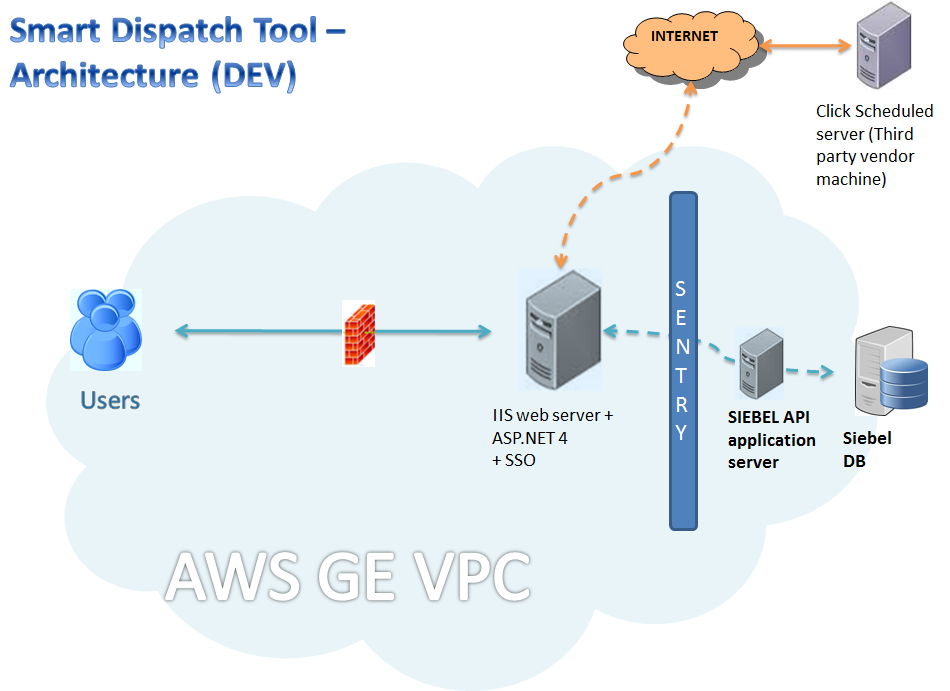 Smart Dispatch Tool –
Architecture (DEV)
INTERNET
Click Scheduled
server (Third
party vendor
machine)
SENTRY
Users
IIS web server +
ASP.NET 4
+ SSO
SIEBEL API
application
server
Siebel
DB
AWS GE VPC